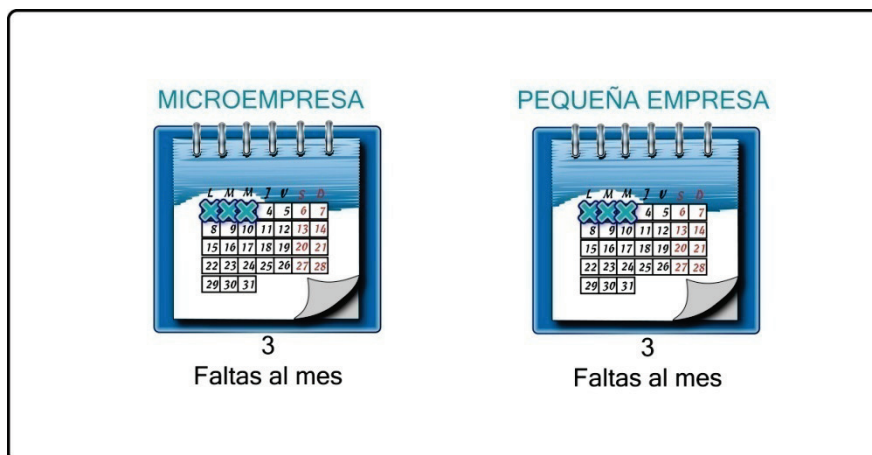 MICROEMPRESA
L M M J V S D
4 5 6 7
8 9 10 11 12 13 14
15 16 17 18 19 20 21
22 23 24 25 26 27 28
29 30 31
3
Faltas al mes
PEQUEÑA EMPRESA
L M M J V S D
4 5 6 7
8 9 10 11 12 13 14
15 16 17 18 19 20 21
22 23 24 25 26 27 28
29 30 31
3
Faltas al mes